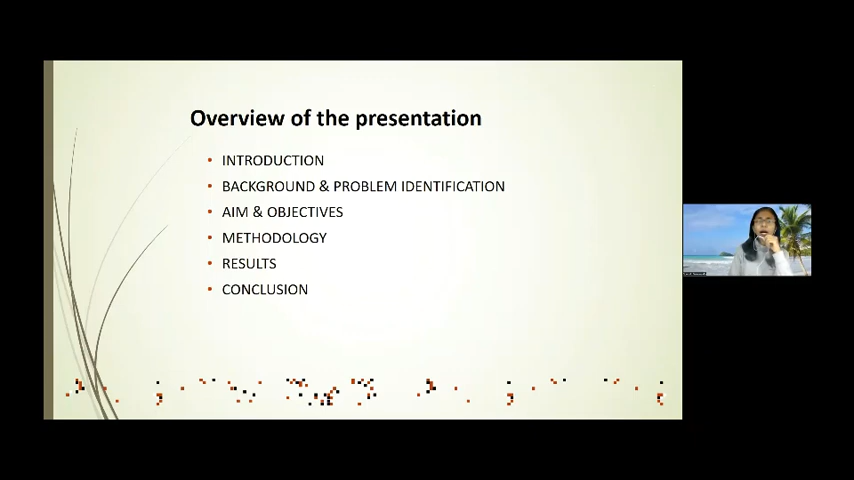 Overview of the presentation
INTRODUCTION
BACKGROUND & PROBLEM IDENTIFICATION
AIM & OBJECTIVES
METHODOLOGY
RESULTS
CONCLUSION